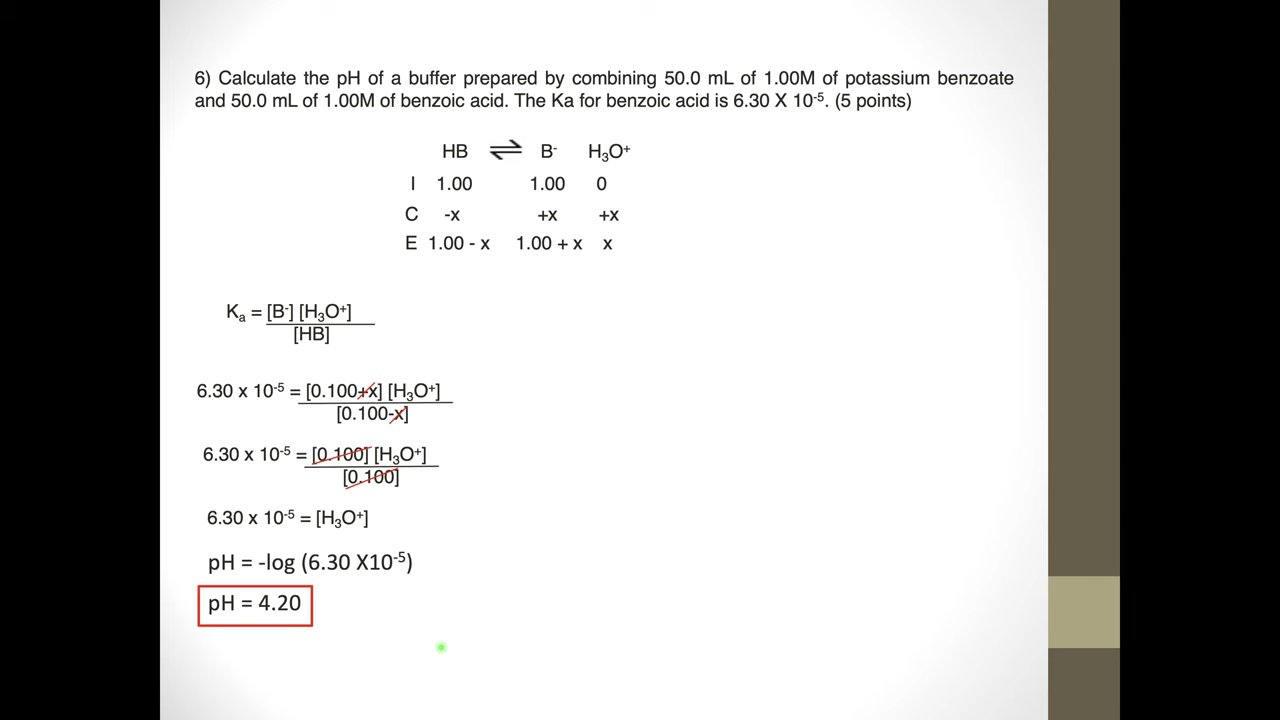 6) Calculate the pH of a buffer prepared by combining 50.0 mL of 1.00M of potassium benzoate
and 50.0 mL of 1.00M of benzoic acid. The Ka for benzoic acid is 6.30 X 10⁻⁵. (5 points)
HB ⇌ B⁻ H₃O⁺
I 1.00 1.00 0
C -x +x +x
E 1.00 - x 1.00 + x x
Kₐ = [B⁻] [H₃O⁺]
[HB]
6.30 x 10⁻⁵ = [0.100+x] [H₃O⁺]
[0.100-x]
6.30 x 10⁻⁵ = [0.100] [H₃O⁺]
[0.100]
6.30 x 10⁻⁵ = [H₃O⁺]
pH = -log (6.30 X10⁻⁵)
pH = 4.20